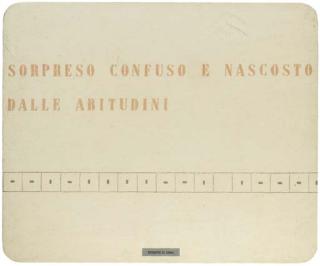 SORPRESO CONFUSO E NASCOSTO
DALLE ABITUDINI